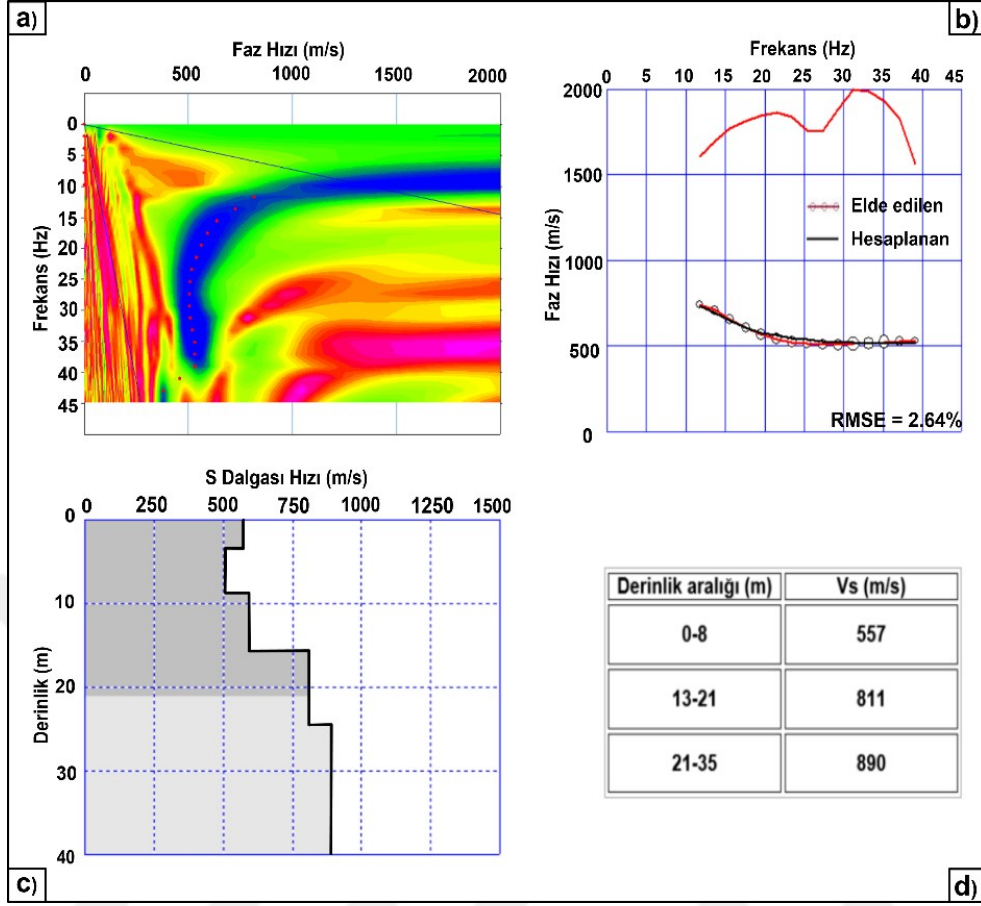 a)
b)
Faz Hızı (m/s)
0 500 1000 1500 2000
Frekans (Hz)
0
5
10
15
20
25
30
35
40
45
Frekans (Hz)
0 5 10 15 20 25 30 35 40 45
Faz Hızı (m/s)
2000
1500
1000
500
0
Elde edilen
Hesaplanan
RMSE = 2.64%
S Dalgası Hızı (m/s)
0 250 500 750 1000 1250 1500
Derinlik (m)
0
10
20
30
40
Derinlik aralığı (m) Vs (m/s)
0-8 557
13-21 811
21-35 890
c)
d)